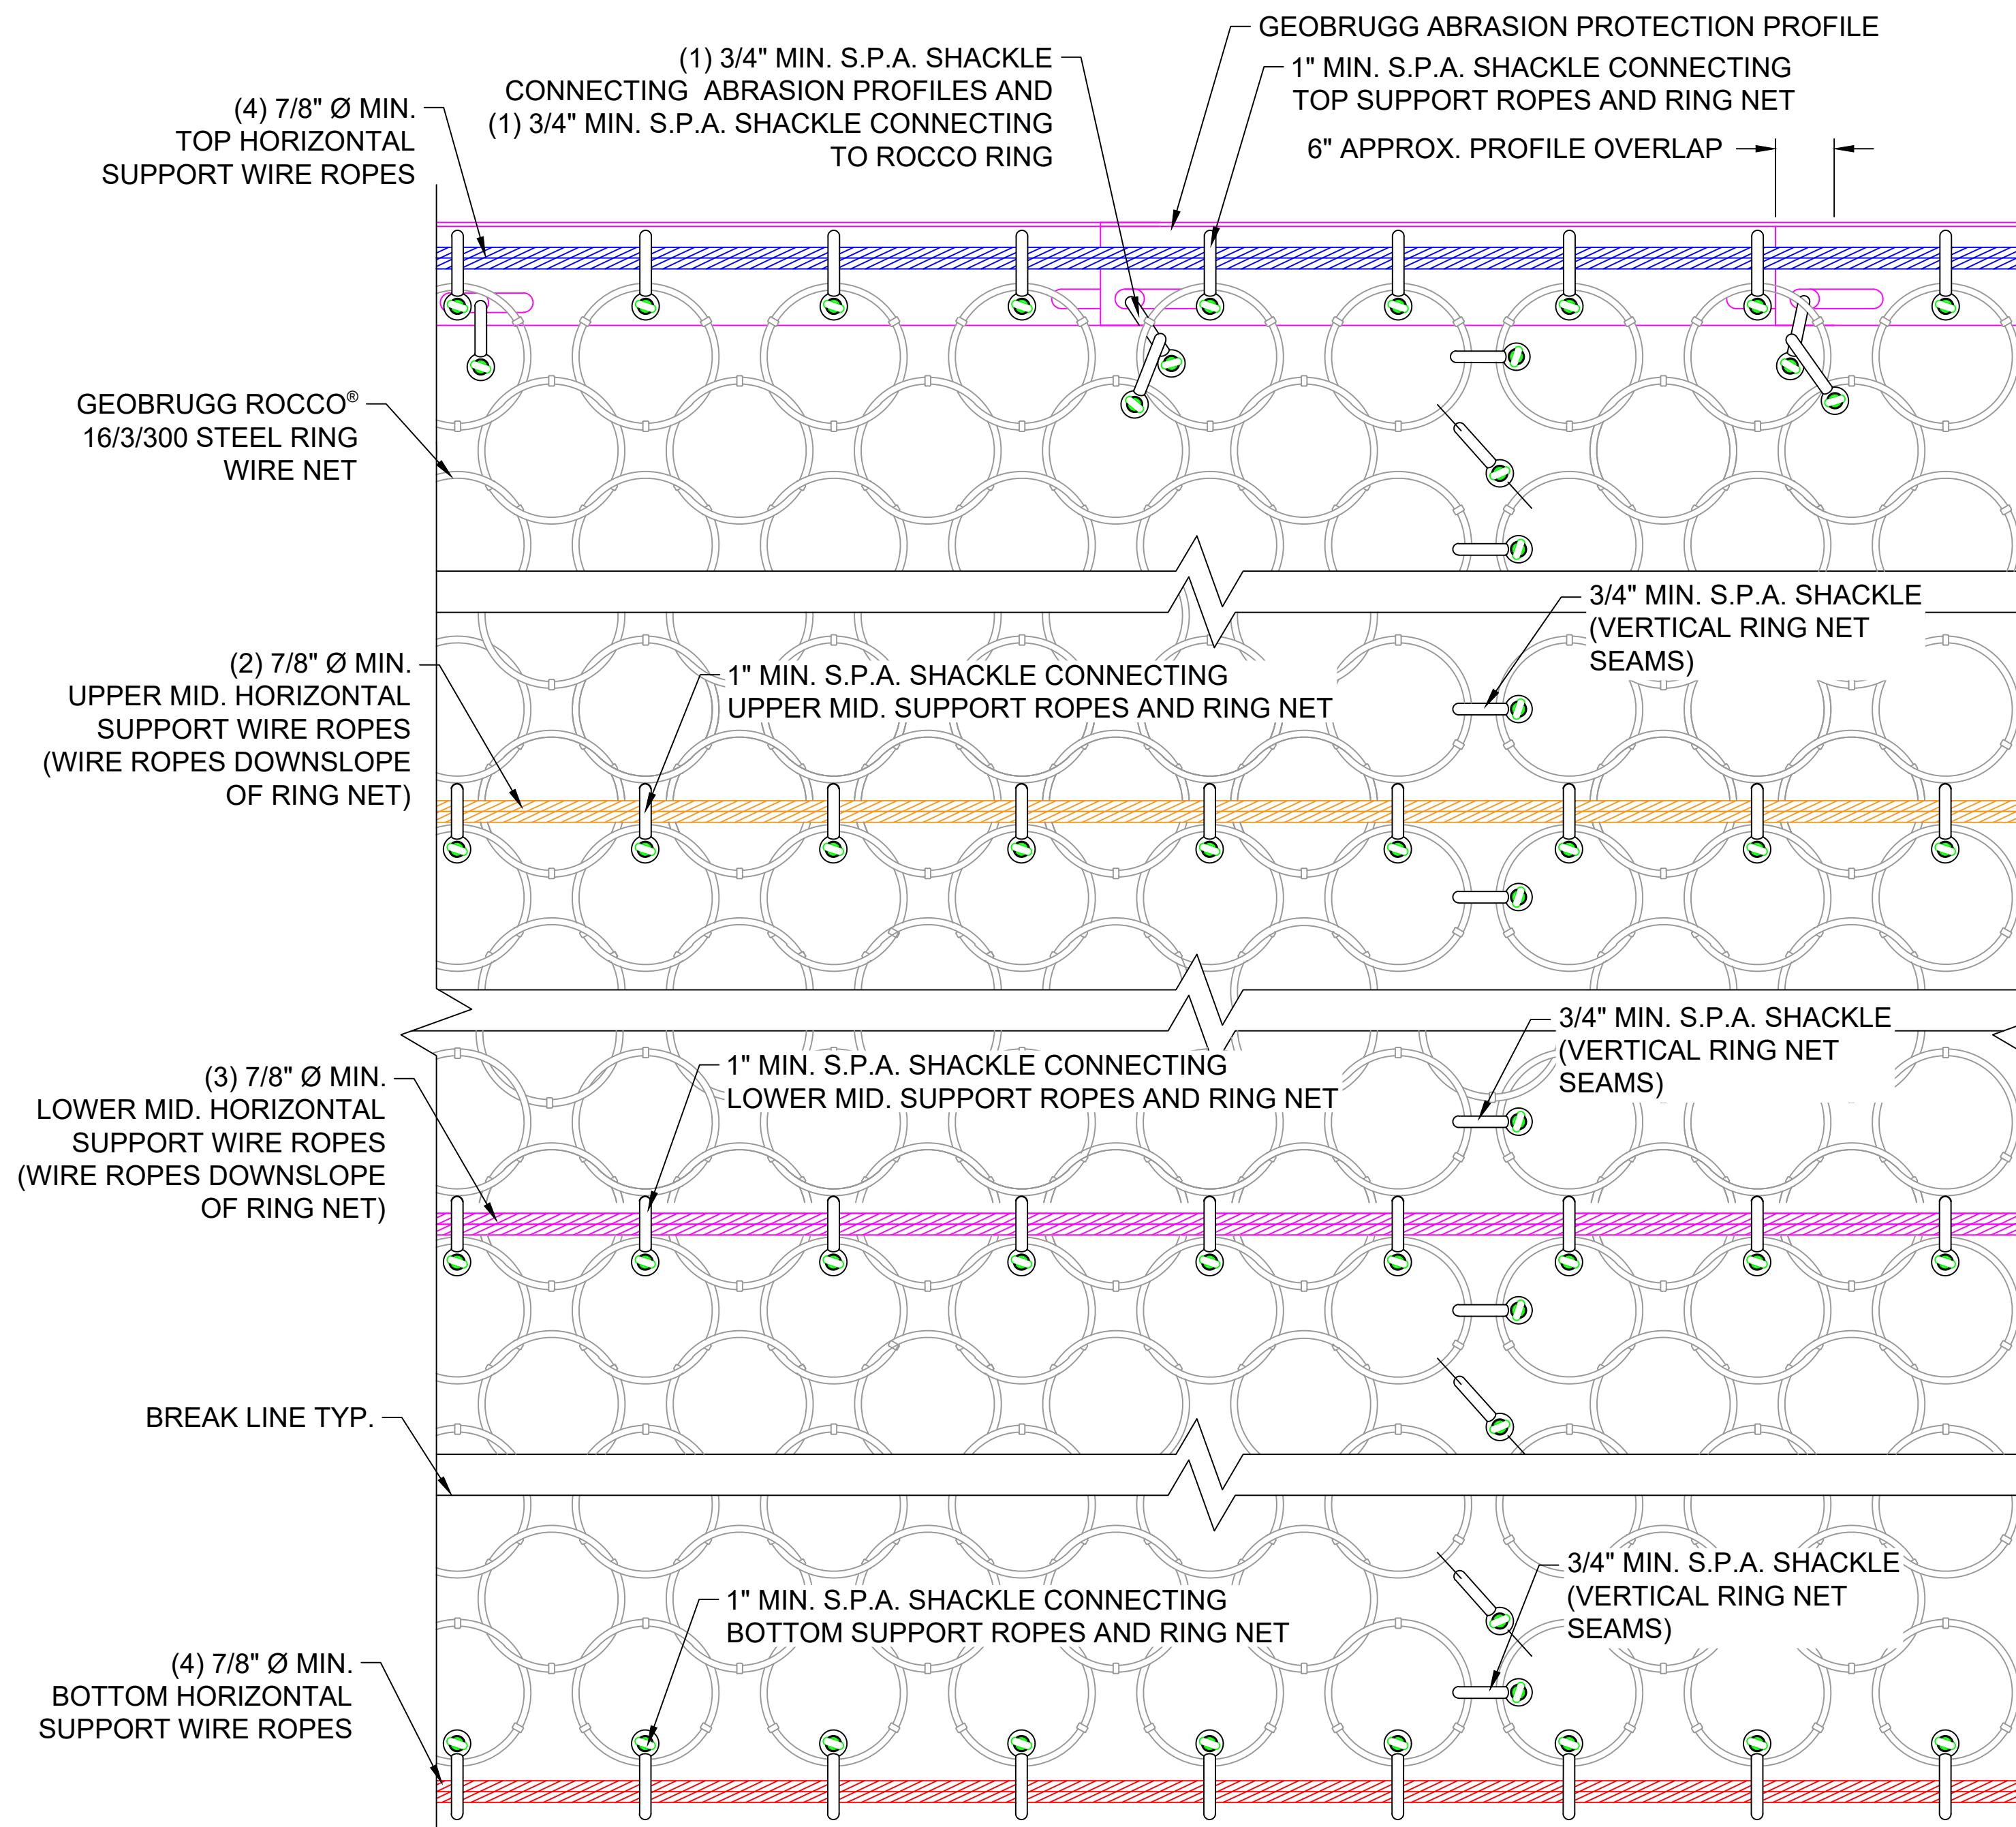 GEOBRUGG ABRASION PROTECTION PROFILE
(1) 3/4" MIN. S.P.A. SHACKLE
CONNECTING ABRASION PROFILES AND
(1) 3/4" MIN. S.P.A. SHACKLE CONNECTING
TO ROCCO RING
1" MIN. S.P.A. SHACKLE CONNECTING
TOP SUPPORT ROPES AND RING NET
(4) 7/8" Ø MIN.
TOP HORIZONTAL
SUPPORT WIRE ROPES
6" APPROX. PROFILE OVERLAP
GEOBRUGG ROCCO®
16/3/300 STEEL RING
WIRE NET
3/4" MIN. S.P.A. SHACKLE
(VERTICAL RING NET
SEAMS)
(2) 7/8" Ø MIN.
UPPER MID. HORIZONTAL
SUPPORT WIRE ROPES
(WIRE ROPES DOWNSLOPE
OF RING NET)
1" MIN. S.P.A. SHACKLE CONNECTING
UPPER MID. SUPPORT ROPES AND RING NET
3/4" MIN. S.P.A. SHACKLE
(VERTICAL RING NET
SEAMS)
(3) 7/8" Ø MIN.
LOWER MID. HORIZONTAL
SUPPORT WIRE ROPES
(WIRE ROPES DOWNSLOPE
OF RING NET)
1" MIN. S.P.A. SHACKLE CONNECTING
LOWER MID. SUPPORT ROPES AND RING NET
BREAK LINE TYP.
3/4" MIN. S.P.A. SHACKLE
(VERTICAL RING NET
SEAMS)
1" MIN. S.P.A. SHACKLE CONNECTING
BOTTOM SUPPORT ROPES AND RING NET
(4) 7/8" Ø MIN.
BOTTOM HORIZONTAL
SUPPORT WIRE ROPES